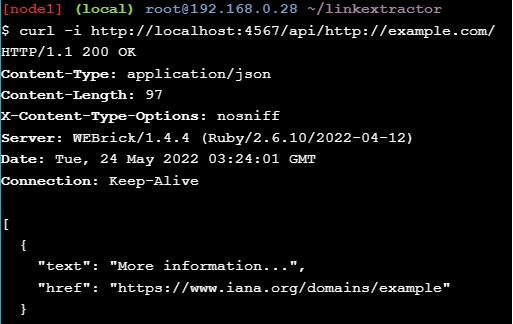 [node1] (local) root@192.168.0.28 ~/linkextractor
$ curl -i http://localhost:4567/api/http://example.com/
HTTP/1.1 200 OK
Content-Type: application/json
Content-Length: 97
X-Content-Type-Options: nosniff
Server: WEBrick/1.4.4 (Ruby/2.6.10/2022-04-12)
Date: Tue, 24 May 2022 03:24:01 GMT
Connection: Keep-Alive

[
  {
    "text": "More information...",
    "href": "https://www.iana.org/domains/example"
  }